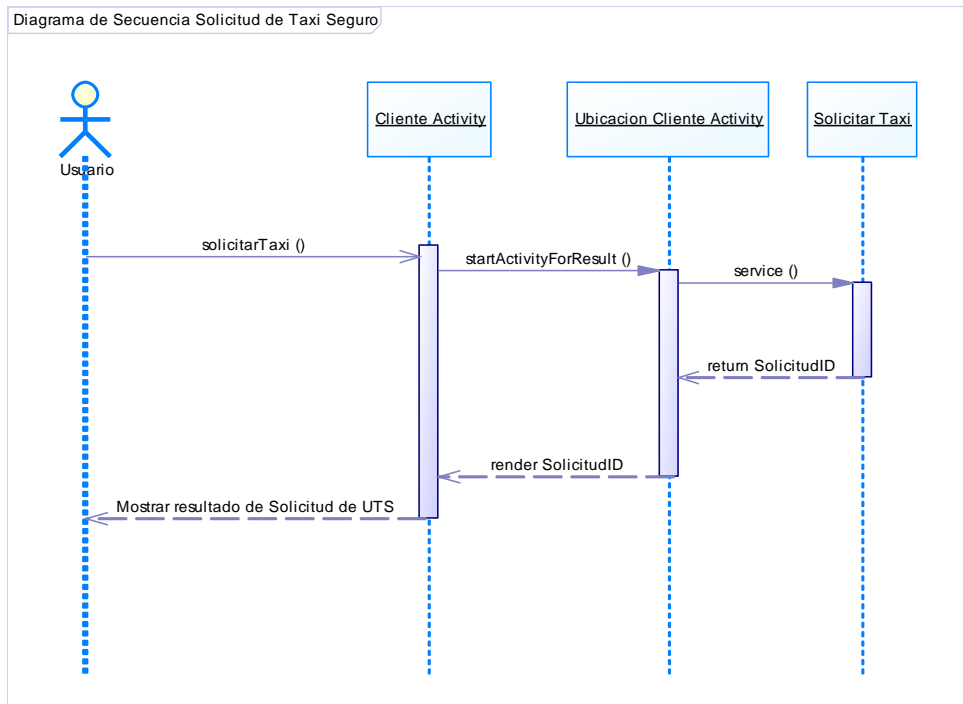 Diagrama de Secuencia Solicitud de Taxi Seguro
Usuario
Cliente Activity
Ubicacion Cliente Activity
Solicitar Taxi
solicitarTaxi ()
startActivityForResult ()
service ()
return SolicitudID
render SolicitudID
Mostrar resultado de Solicitud de UTS